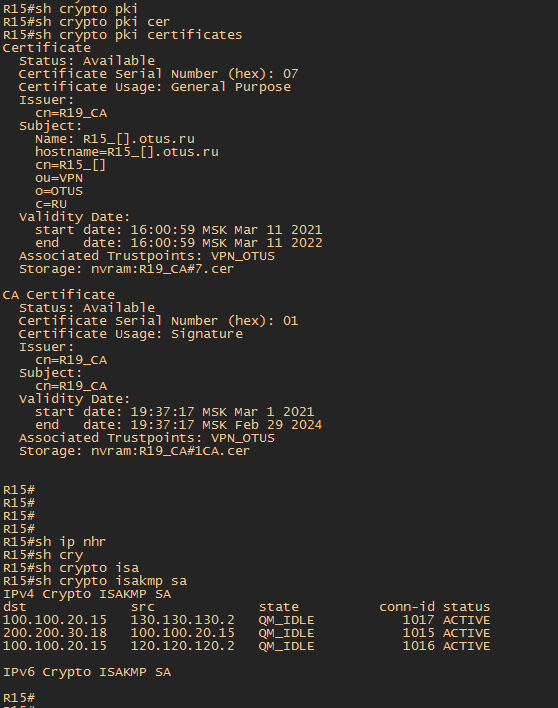 R15#sh crypto pki
R15#sh crypto pki cer
R15#sh crypto pki certificates
Certificate
  Status: Available
  Certificate Serial Number (hex): 07
  Certificate Usage: General Purpose
  Issuer:
    cn=R19_CA
  Subject:
    Name: R15_[].otus.ru
    hostname=R15_[].otus.ru
    cn=R15_[]
    ou=VPN
    o=OTUS
    c=RU
  Validity Date:
    start date: 16:00:59 MSK Mar 11 2021
    end   date: 16:00:59 MSK Mar 11 2022
  Associated Trustpoints: VPN_OTUS
  Storage: nvram:R19_CA#7.cer
CA Certificate
  Status: Available
  Certificate Serial Number (hex): 01
  Certificate Usage: Signature
  Issuer:
    cn=R19_CA
  Subject:
    cn=R19_CA
  Validity Date:
    start date: 19:37:17 MSK Mar 1 2021
    end   date: 19:37:17 MSK Feb 29 2024
  Associated Trustpoints: VPN_OTUS
  Storage: nvram:R19_CA#1CA.cer
R15#
R15#
R15#
R15#
R15#sh ip nhr
R15#sh cry
R15#sh crypto isa
R15#sh crypto isakmp sa
IPv4 Crypto ISAKMP SA
dst             src             state          conn-id status
100.100.20.15   130.130.130.2   QM_IDLE           1017 ACTIVE
200.200.30.18   100.100.20.15   QM_IDLE           1015 ACTIVE
100.100.20.15   120.120.120.2   QM_IDLE           1016 ACTIVE
IPv6 Crypto ISAKMP SA
R15#
R15#